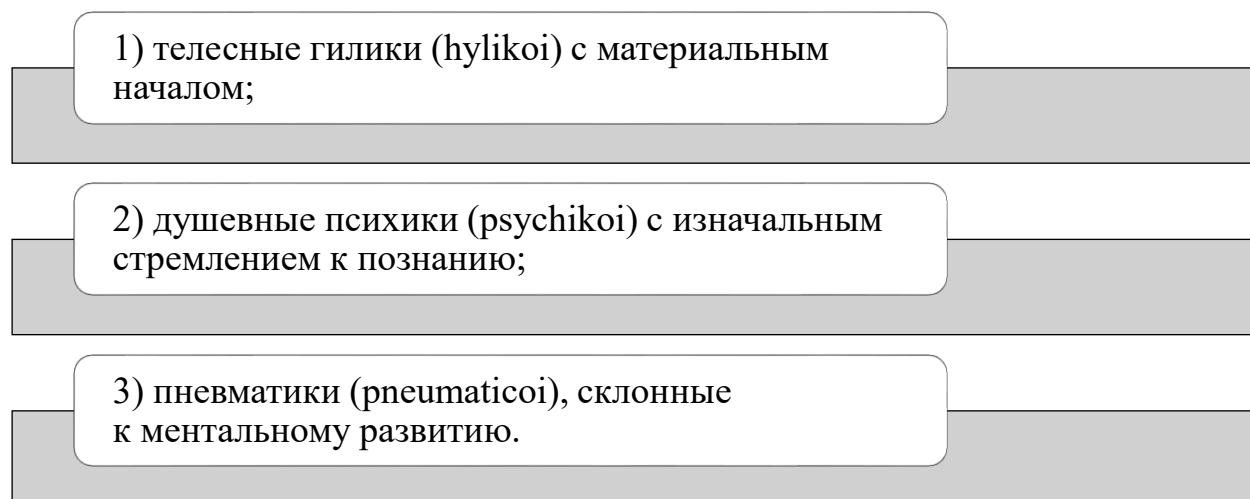 1) телесные гилики (hylikoi) с материальным
началом;
2) душевные психики (psychikoi) с изначальным
стремлением к познанию;
3) пневматики (pneumaticoi), склонные
к ментальному развитию.